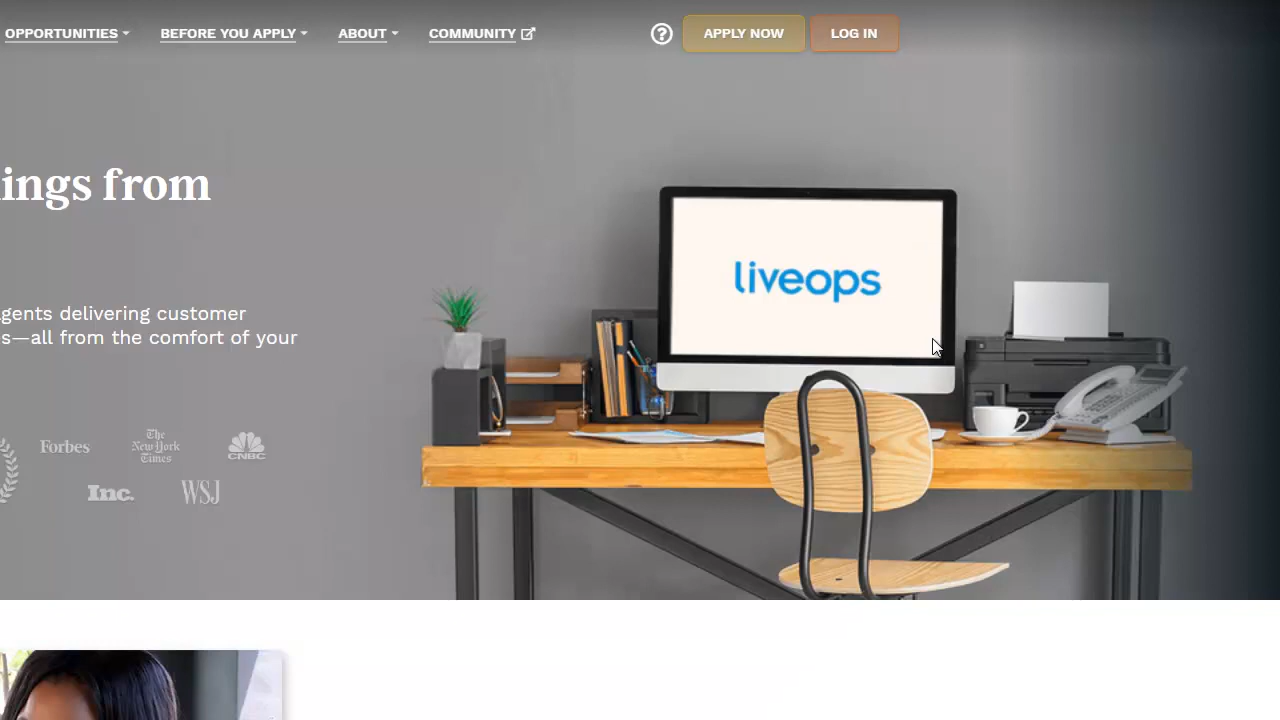 OPPORTUNITIES BEFORE YOU APPLY ABOUT COMMUNITY ? APPLY NOW LOG IN
ings from
liveops
gents delivering customer
s—all from the comfort of your
Forbes
The
New York
Times
CNBC
Inc.
WSJ